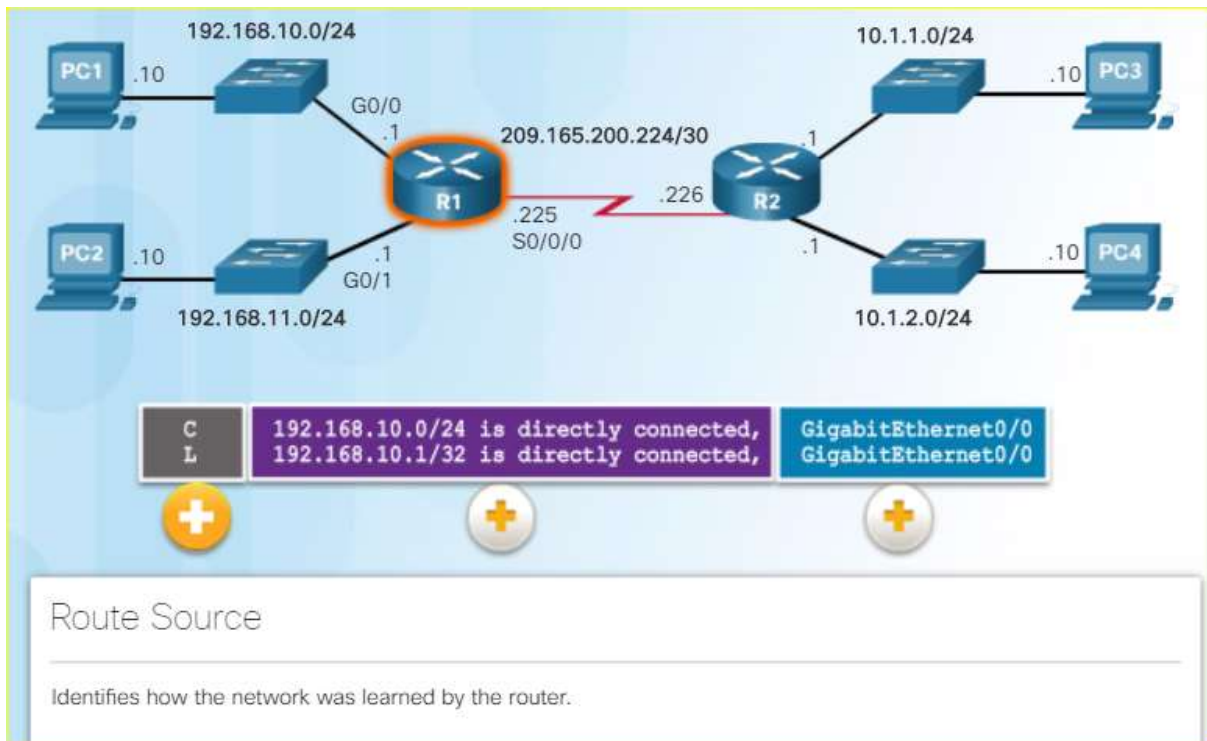 192.168.10.0/24
10.1.1.0/24
PC1
.10
.10
PC3
G0/0
.1
209.165.200.224/30
.1
R1
.226
R2
.225
S0/0/0
PC2
.10
.1
G0/1
.1
.10
PC4
192.168.11.0/24
10.1.2.0/24
C 192.168.10.0/24 is directly connected, GigabitEthernet0/0
L 192.168.10.1/32 is directly connected, GigabitEthernet0/0
Route Source
Identifies how the network was learned by the router.